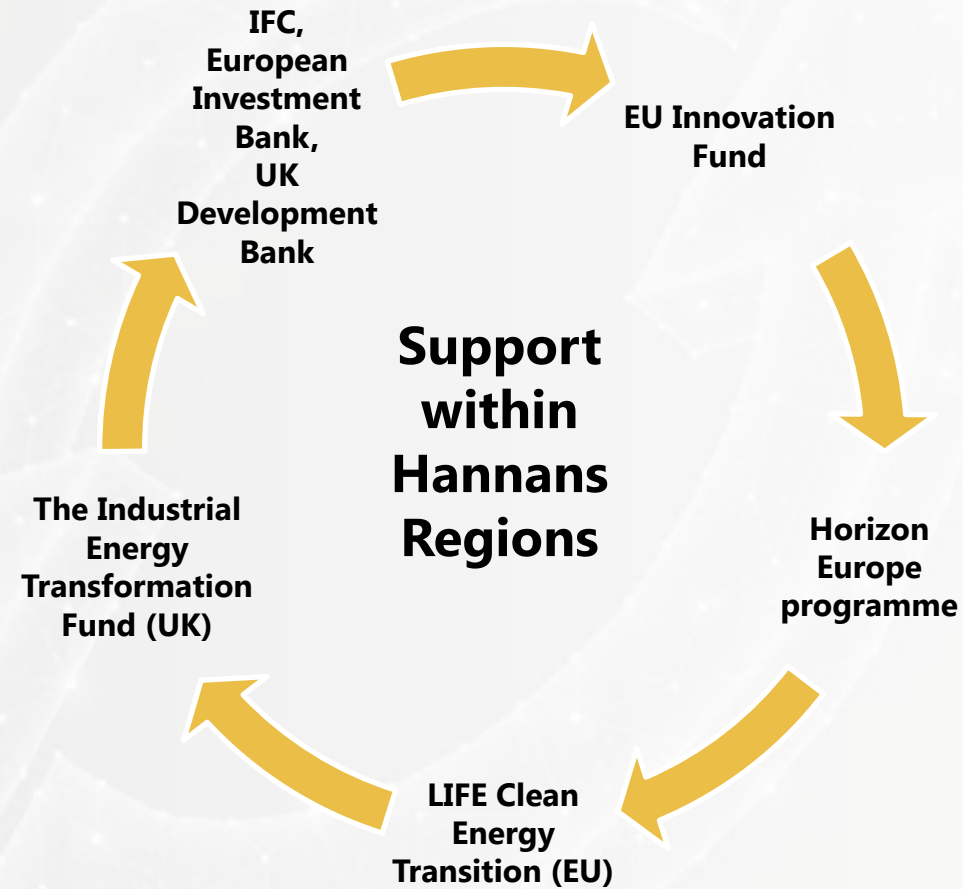 IFC,
European
Investment
Bank,
UK
Development
Bank
EU Innovation
Fund
Horizon
Europe
programme
LIFE Clean
Energy
Transition (EU)
The Industrial
Energy
Transformation
Fund (UK)
Support
within
Hannans
Regions